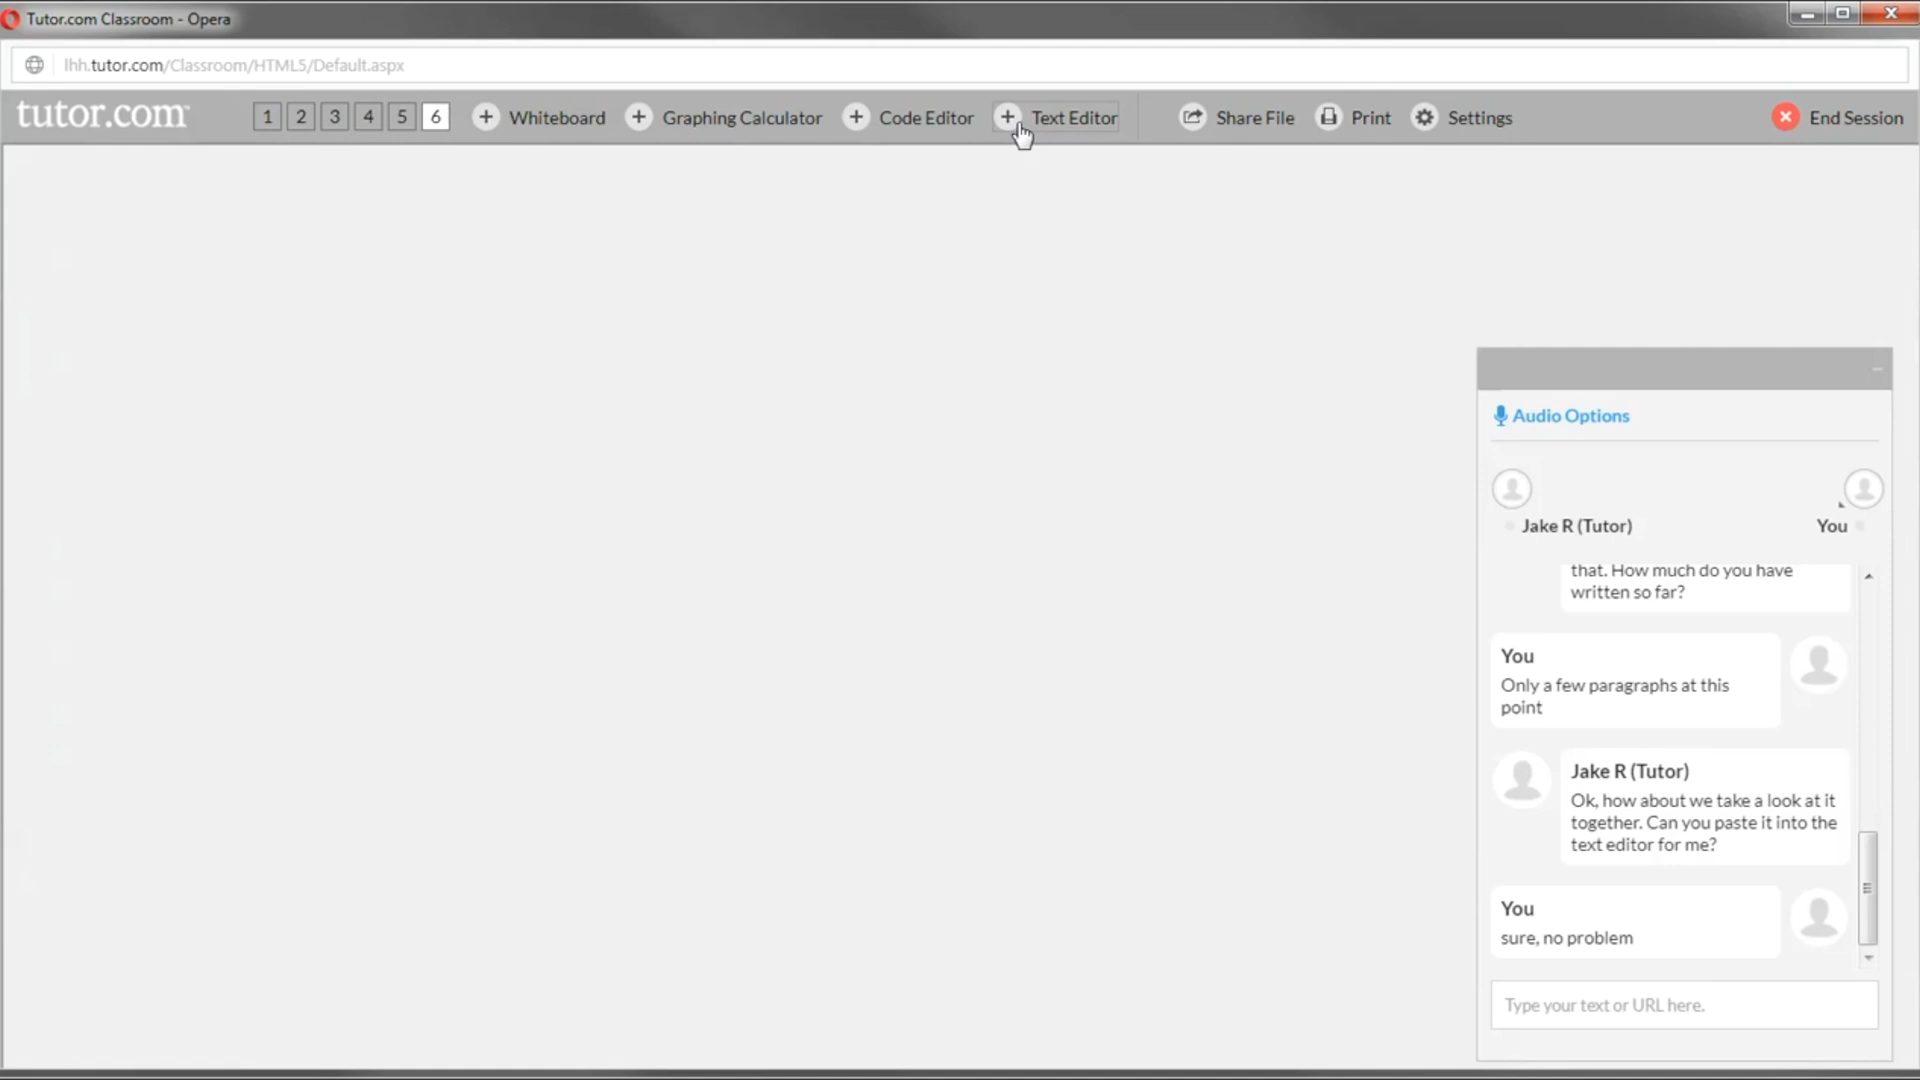 Tutor.com Classroom - Opera
lhh.tutor.com/Classroom/HTML5/Default.aspx
tutor.com 1 2 3 4 5 6 Whiteboard Graphing Calculator Code Editor Text Editor Share File Print Settings End Session
Audio Options
Jake R (Tutor) You
that. How much do you have
written so far?
You
Only a few paragraphs at this
point
Jake R (Tutor)
Ok, how about we take a look at it
together. Can you paste it into the
text editor for me?
You
sure, no problem
Type your text or URL here.